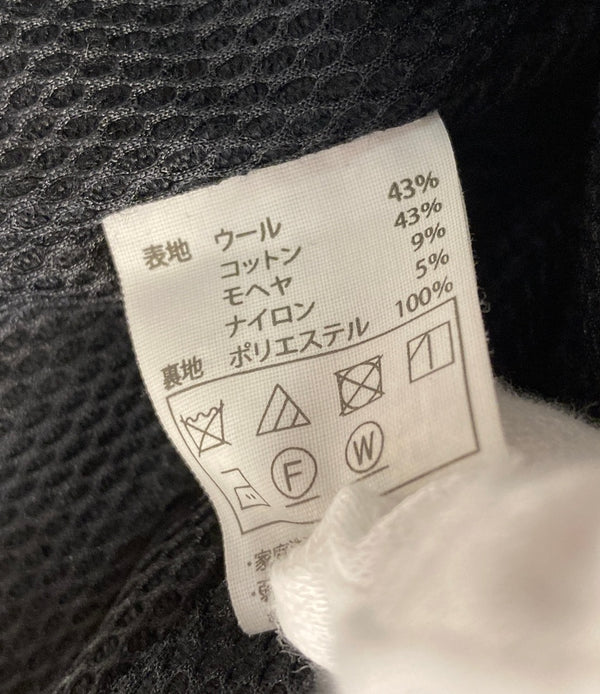 表地 ウール 43%
コットン 43%
モヘヤ 9%
ナイロン 5%
裏地 ポリエステル 100%
F W